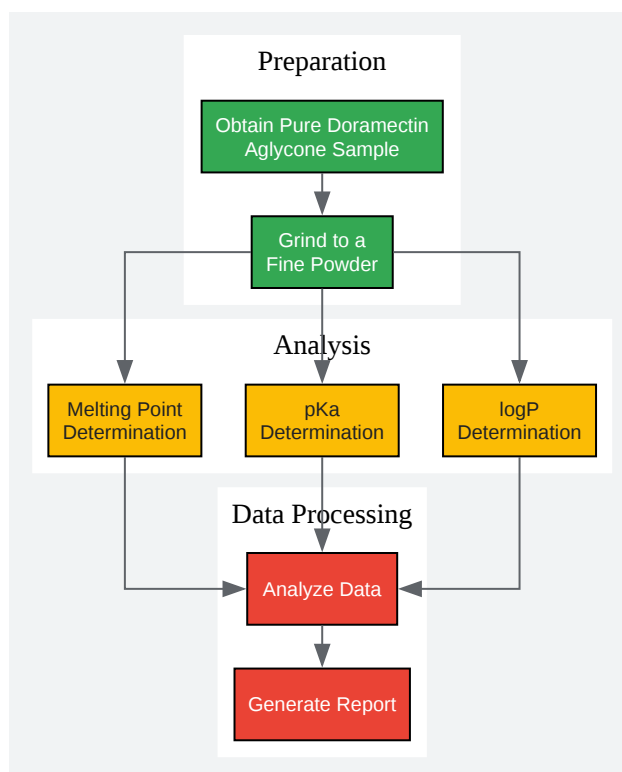 Preparation
Obtain Pure Doramectin
Aglycone Sample
Grind to a
Fine Powder
Analysis
Melting Point
Determination
pKa
Determination
logP
Determination
Data Processing
Analyze Data
Generate Report